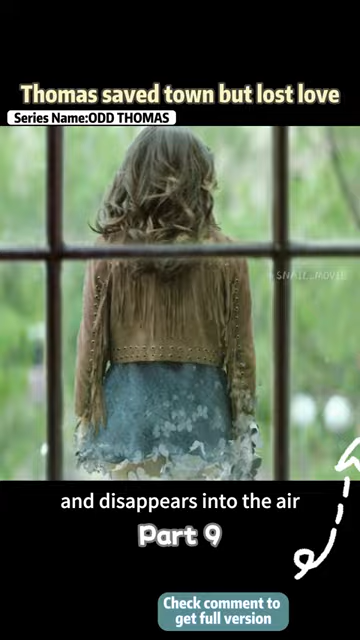 Thomas saved town but lost love
Series Name:ODD THOMAS
SNAIL_MOVIE
and disappears into the air
Part 9
Check comment to
get full version